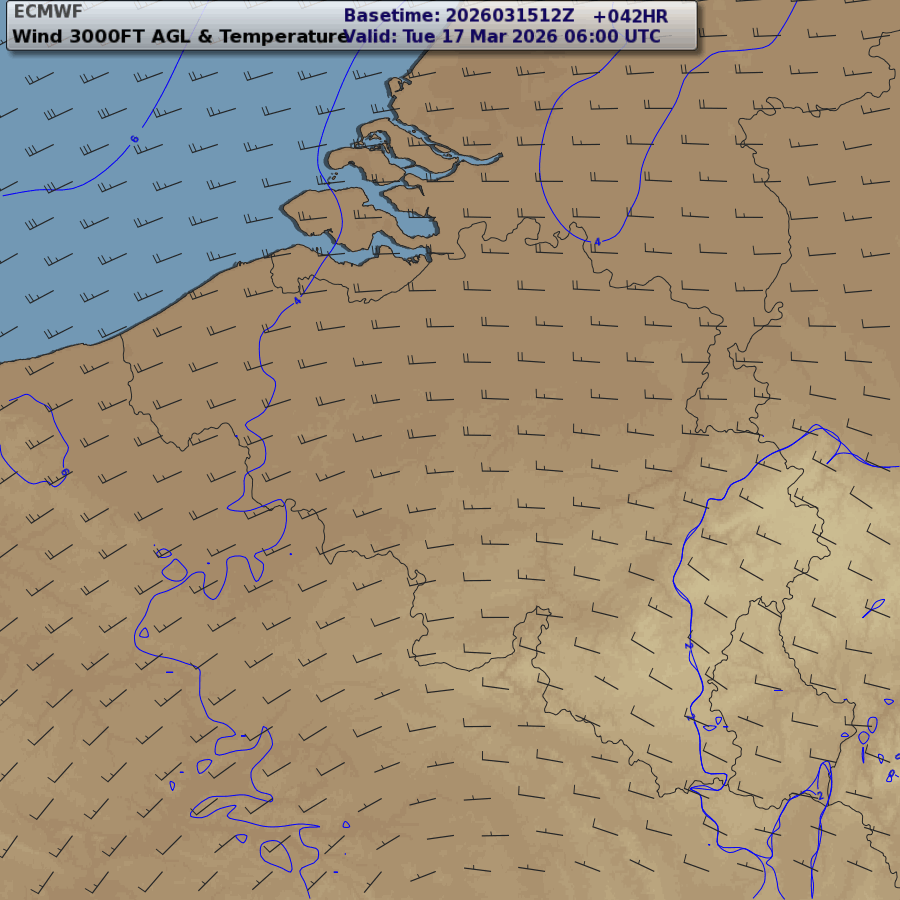 ECMWF
Basetime: 2026031512Z +042HR
Wind 3000FT AGL & Temperature
Valid: Tue 17 Mar 2026 06:00 UTC
6
4
4
2